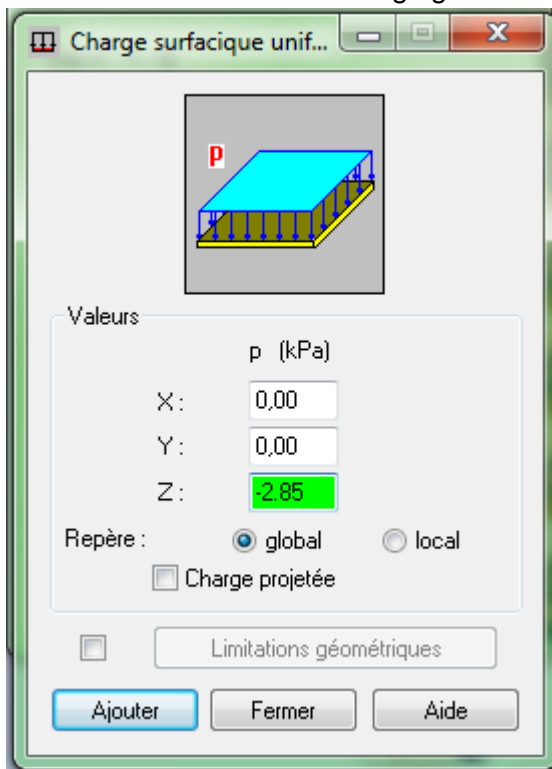 Charge surfacique unif...
p
Valeurs
p (kPa)
X : 0,00
Y : 0,00
Z : -2.85
Repère : global local
Charge projetée
Limitations géométriques
Ajouter Fermer Aide